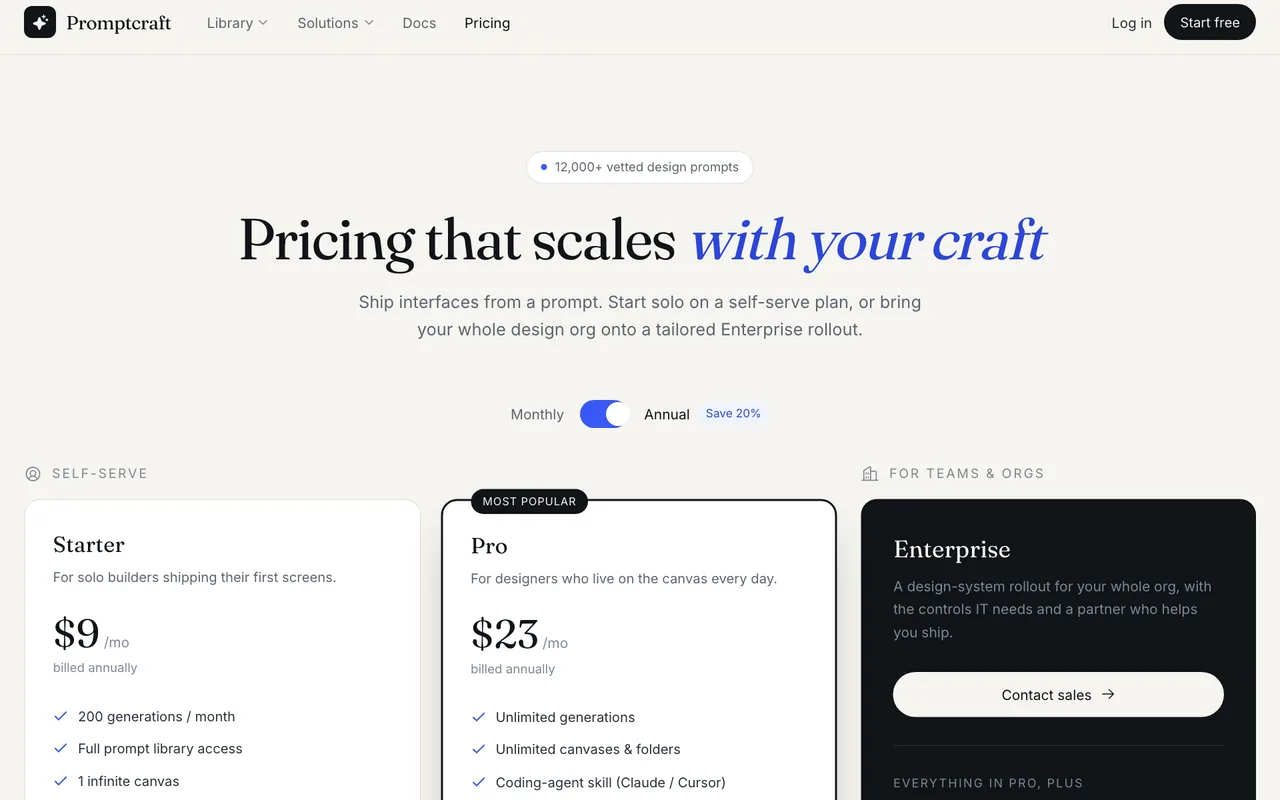 Promptcraft
Library
Solutions
Docs
Pricing
Log in
Start free
12,000+ vetted design prompts
Pricing that scales with your craft
Ship interfaces from a prompt. Start solo on a self-serve plan, or bring
your whole design org onto a tailored Enterprise rollout.
Monthly
Annual
Save 20%
SELF-SERVE
Starter
For solo builders shipping their first screens.
$9 /mo
billed annually
200 generations / month
Full prompt library access
1 infinite canvas
MOST POPULAR
Pro
For designers who live on the canvas every day.
$23 /mo
billed annually
Unlimited generations
Unlimited canvases & folders
Coding-agent skill (Claude / Cursor)
FOR TEAMS & ORGS
Enterprise
A design-system rollout for your whole org, with
the controls IT needs and a partner who helps
you ship.
Contact sales →
EVERYTHING IN PRO, PLUS